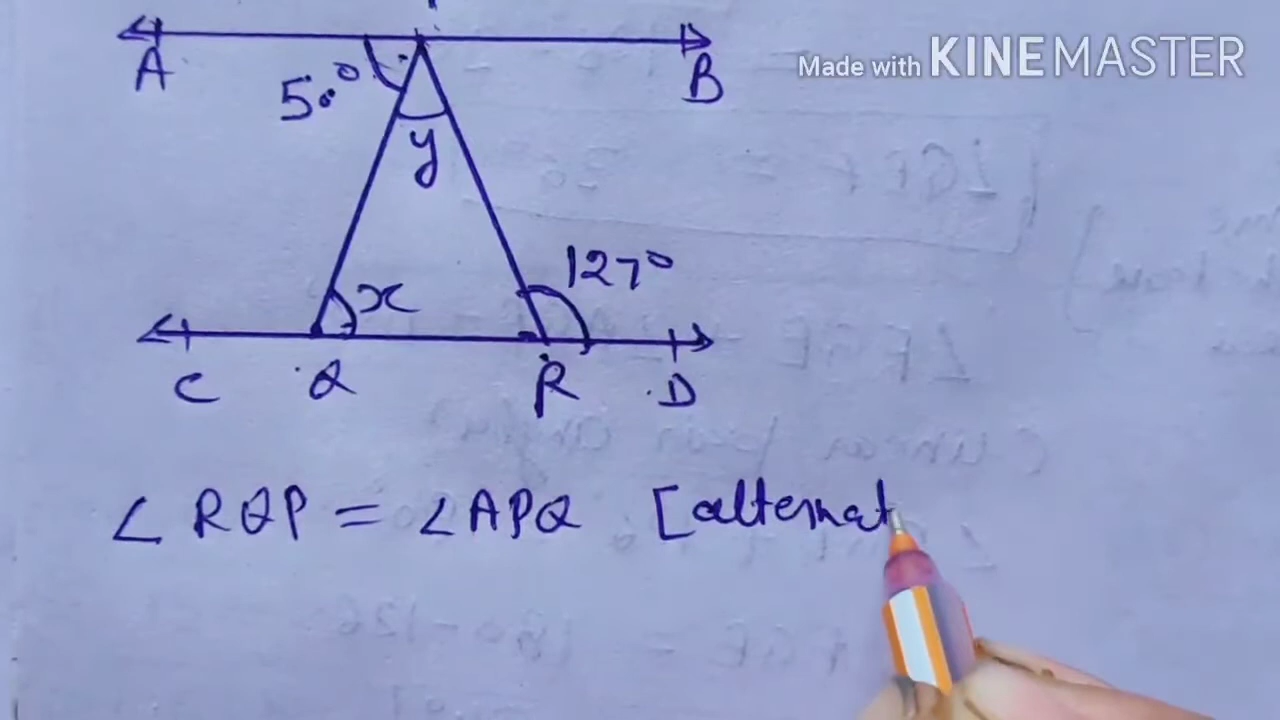 Made with KINEMASTER
A
B
50°
y
127°
x
C Q R D
∠RQP = ∠APQ [alternat